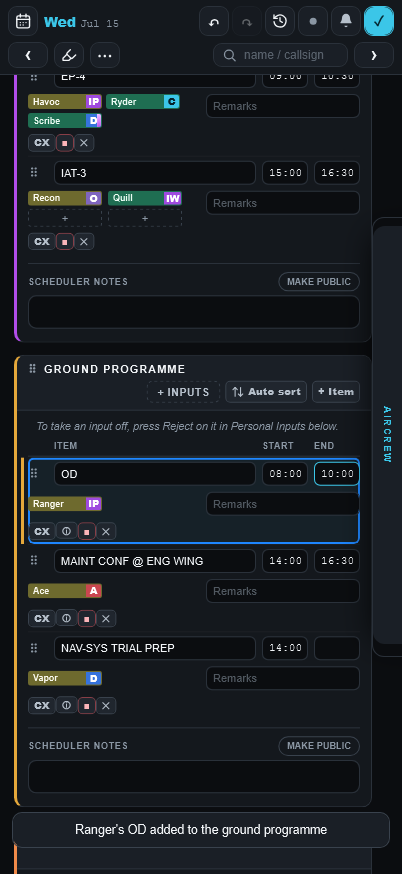 Wed Jul 15
name / callsign
EP-4 09:00 10:30
Havoc IP Ryder C Remarks
Scribe D
CX
IAT-3 15:00 16:30
Recon O Quill IW Remarks
+ +
CX
SCHEDULER NOTES MAKE PUBLIC
GROUND PROGRAMME
+ INPUTS Auto sort + Item
To take an input off, press Reject on it in Personal Inputs below.
ITEM START END
OD 08:00 10:00
Ranger IP Remarks
CX
MAINT CONF @ ENG WING 14:00 16:30
Ace A Remarks
CX
NAV-SYS TRIAL PREP 14:00
Vapor D Remarks
CX
SCHEDULER NOTES MAKE PUBLIC
Ranger's OD added to the ground programme
AIRCREW